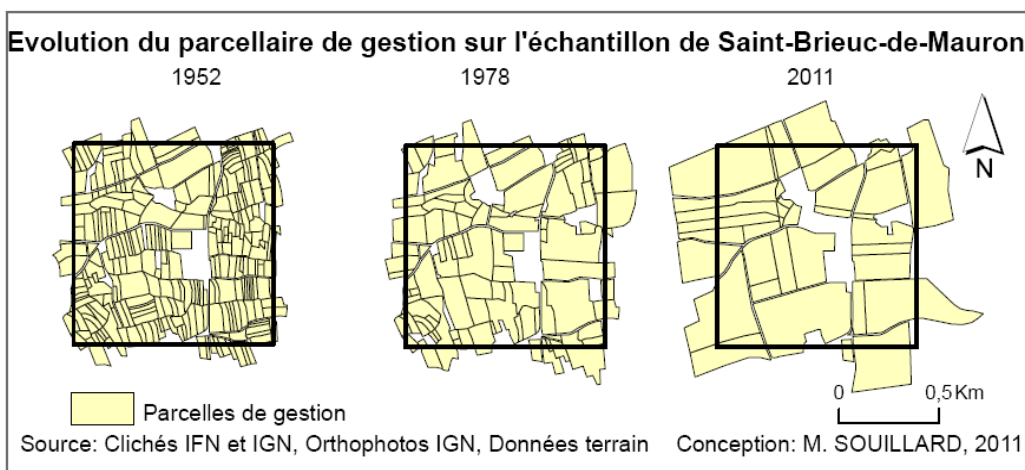 Evolution du parcellaire de gestion sur l'échantillon de Saint-Brieuc-de-Mauron
1952 1978 2011
N
0 0,5Km
Parcelles de gestion
Source: Clichés IFN et IGN, Orthophotos IGN, Données terrain Conception: M. SOUILLARD, 2011